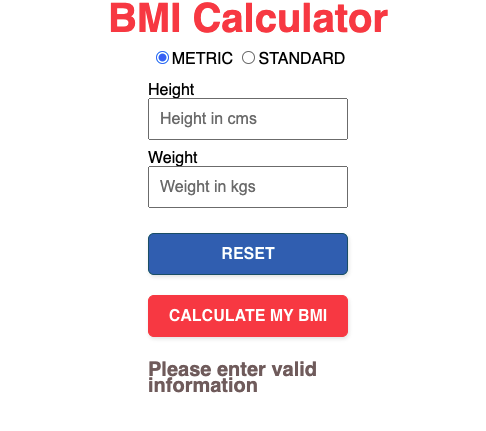 BMI Calculator
METRIC STANDARD
Height
Height in cms
Weight
Weight in kgs
RESET
CALCULATE MY BMI
Please enter valid
information